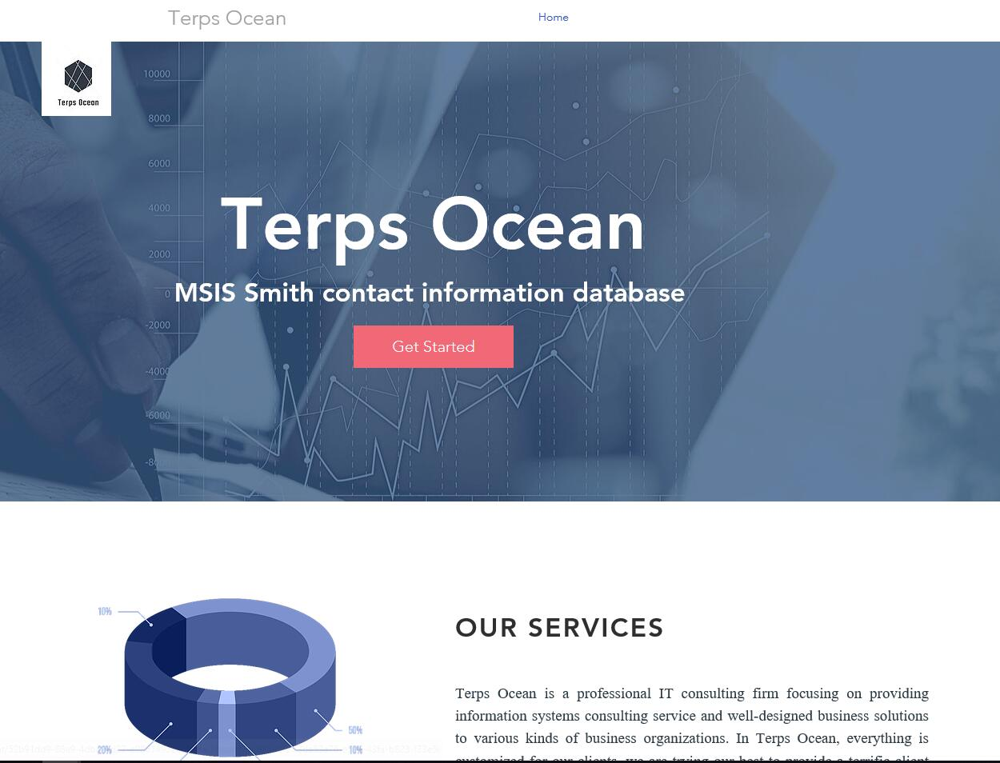 Terps Ocean
Home
Terps Ocean
10000
8000
6000
4000
2000
0
-2000
-4000
-6000
Terps Ocean
MSIS Smith contact information database
Get Started
10%
20%
50%
10%
OUR SERVICES
Terps Ocean is a professional IT consulting firm focusing on providing
information systems consulting service and well-designed business solutions
to various kinds of business organizations. In Terps Ocean, everything is
customized for our clients, we are trying our best to provide a terrific client